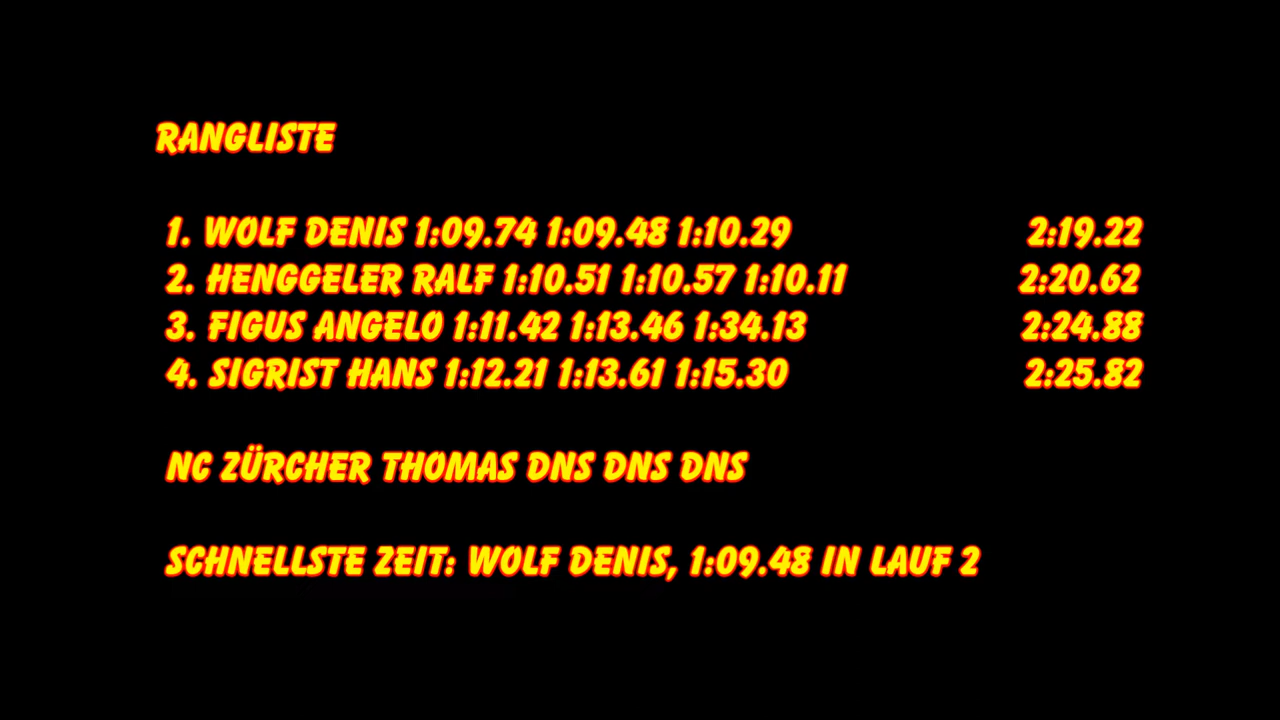 RANGLISTE
1. WOLF DENIS 1:09.74 1:09.48 1:10.29 2:19.22
2. HENGGELER RALF 1:10.51 1:10.57 1:10.11 2:20.62
3. FIGUS ANGELO 1:11.42 1:13.46 1:34.13 2:24.88
4. SIGRIST HANS 1:12.21 1:13.61 1:15.30 2:25.82
NC ZÜRCHER THOMAS DNS DNS DNS
SCHNELLSTE ZEIT: WOLF DENIS, 1:09.48 IN LAUF 2